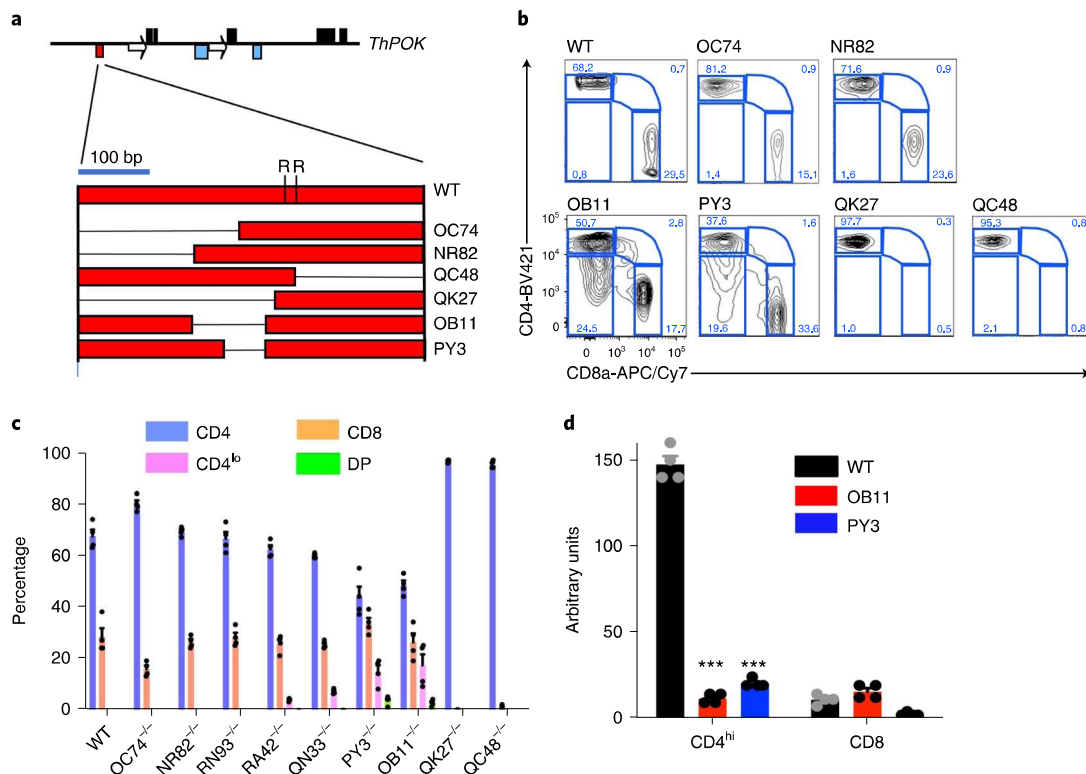 a
ThPOK
100 bp
R R
WT
OC74
NR82
QC48
QK27
OB11
PY3
b
WT
68.2 0.7
0.8 29.5
OC74
81.2 0.9
1.4 15.1
NR82
71.6 0.9
1.6 23.6
OB11
50.7 2.8
24.5 17.7
PY3
37.6 1.6
19.6 33.6
QK27
97.7 0.3
1.0 0.5
QC48
95.3 0.8
2.1 0.8
CD4-BV421
10⁵
10⁴
10³
0
0 10³ 10⁴ 10⁵
CD8a-APC/Cy7
c
CD4
CD8
CD4ˡᵒ
DP
Percentage
100
80
60
40
20
0
WT
OC74⁻/⁻
NR82⁻/⁻
RN93⁻/⁻
RA42⁻/⁻
QN33⁻/⁻
PY3⁻/⁻
OB11⁻/⁻
QK27⁻/⁻
QC48⁻/⁻
d
WT
OB11
PY3
Arbitrary units
150
100
50
0
*** ***
CD4ʰⁱ CD8